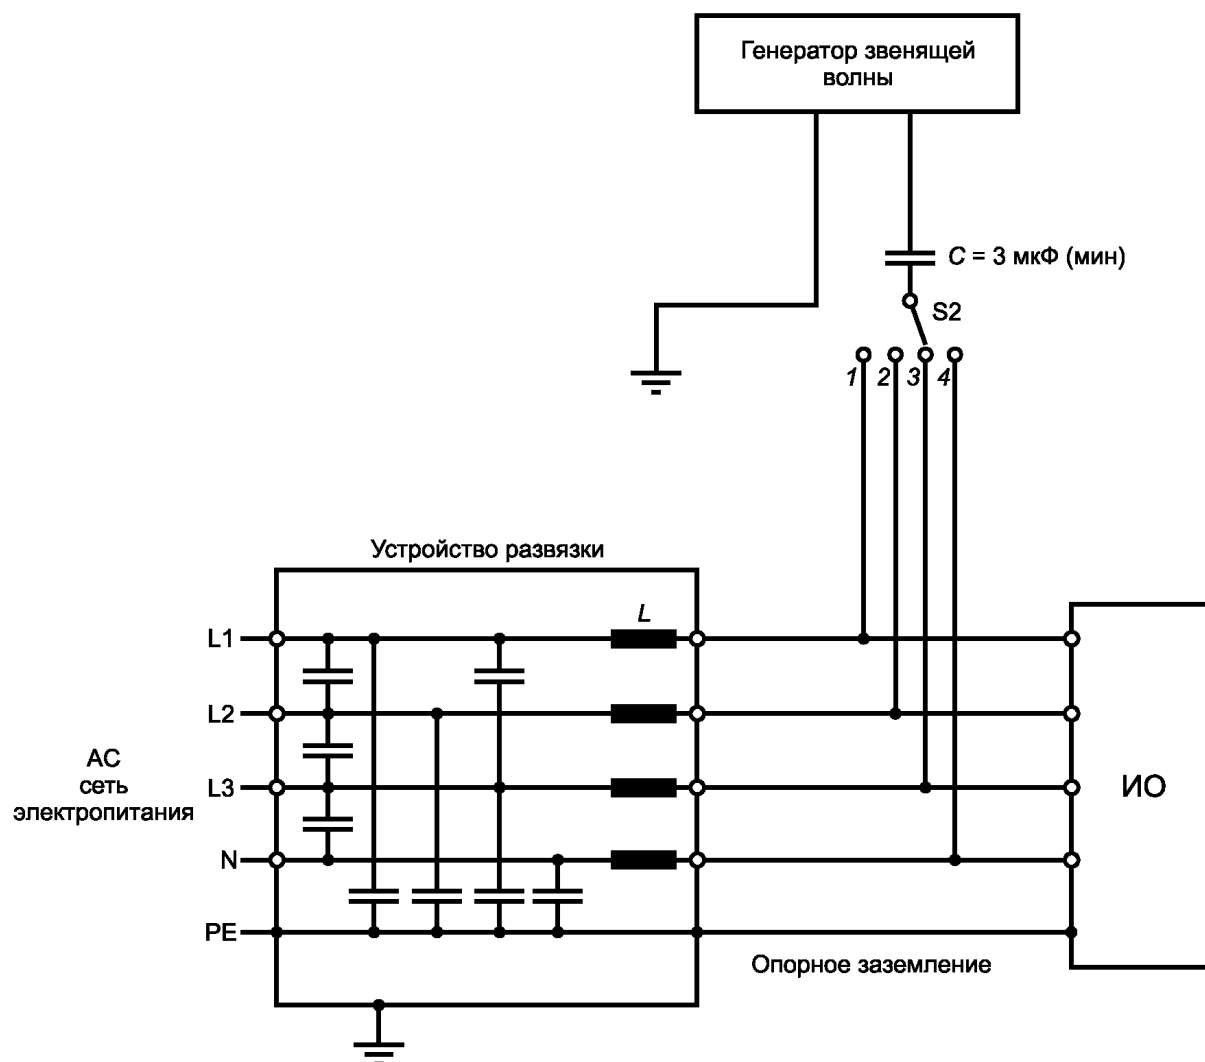 Генератор звенящей
волны
C = 3 мкФ (мин)
S2
1 2 3 4
Устройство развязки
L
L1
L2
L3
N
PE
АС
сеть
электропитания
ИО
Опорное заземление